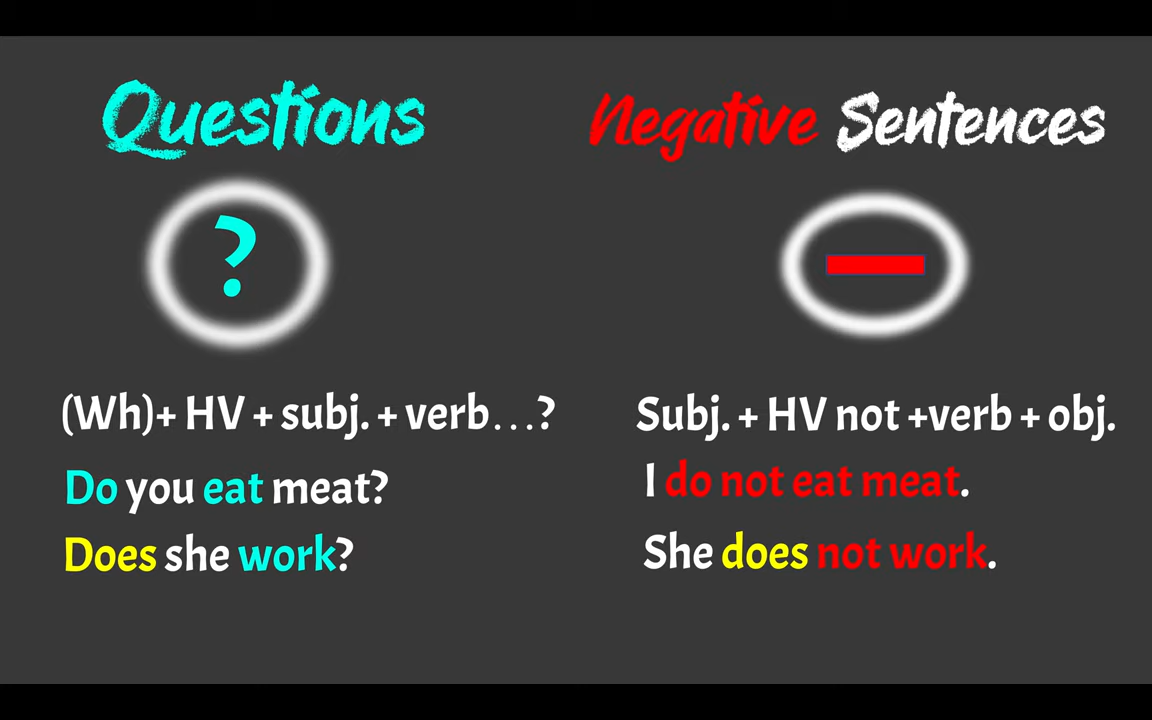 Questions
?
(Wh)+ HV + subj. + verb...?
Do you eat meat?
Does she work?
Negative Sentences
Subj. + HV not +verb + obj.
I do not eat meat.
She does not work.